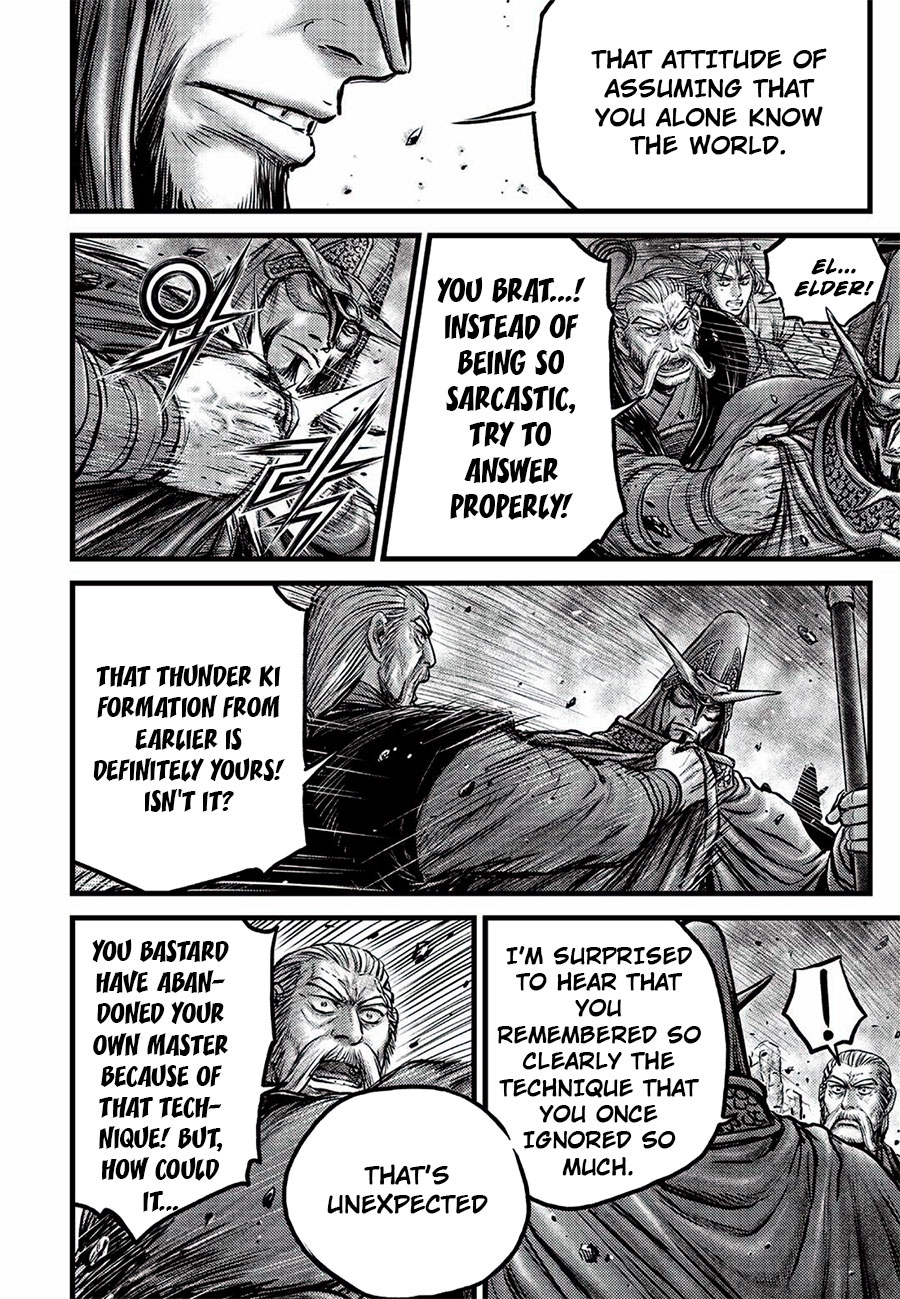 THAT ATTITUDE OF
ASSUMING THAT
YOU ALONE KNOW
THE WORLD.
YOU BRAT...!
INSTEAD OF
BEING SO
SARCASTIC,
TRY TO
ANSWER
PROPERLY!
EL...
ELDER!
THAT THUNDER KI
FORMATION FROM
EARLIER IS
DEFINITELY YOURS!
ISN'T IT?
YOU BASTARD
HAVE ABAN-
DONED YOUR
OWN MASTER
BECAUSE OF
THAT TECH-
NIQUE! BUT,
HOW COULD
IT...
THAT'S
UNEXPECTED
I'M SURPRISED
TO HEAR THAT
YOU
REMEMBERED SO
CLEARLY THE
TECHNIQUE THAT
YOU ONCE
IGNORED SO
MUCH.
!